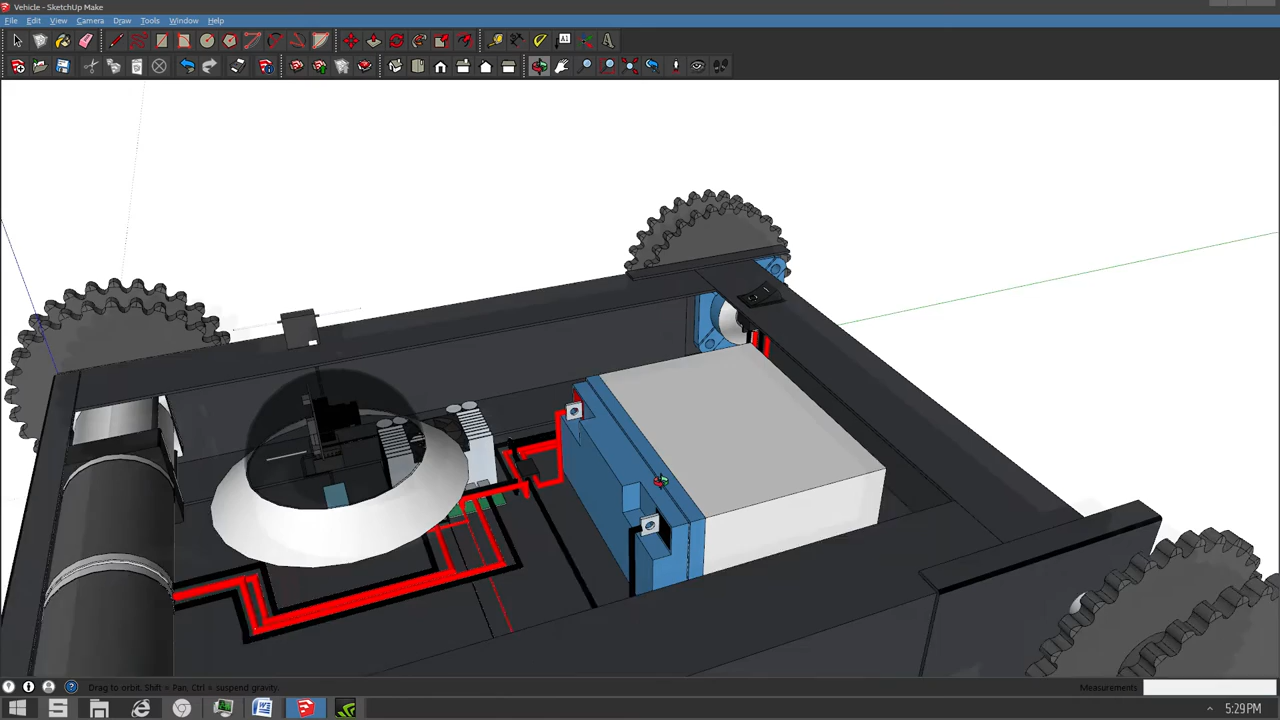 Vehicle - SketchUp Make
File Edit View Camera Draw Tools Window Help
A1
Drag to orbit. Shift = Pan, Ctrl = suspend gravity.
Measurements
5:29 PM